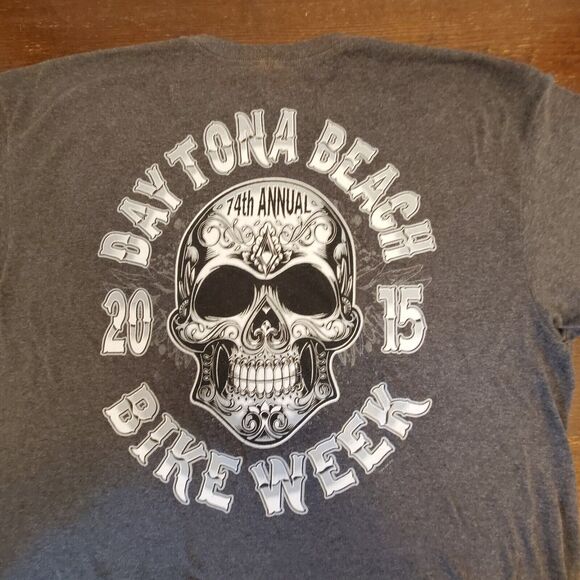 DAYTONA BEACH
74th ANNUAL
20 15
BIKE WEEK